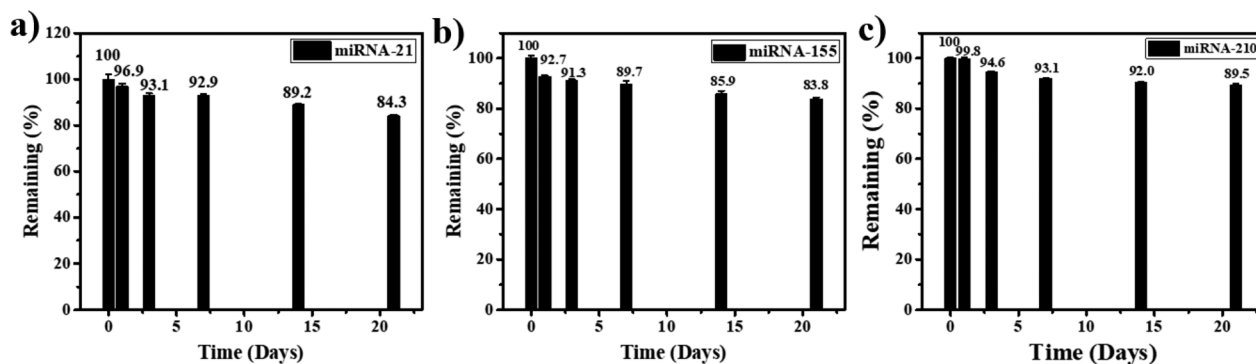 a)
miRNA-21
120
100
80
60
40
20
0
100
96.9
93.1
92.9
89.2
84.3
0 5 10 15 20
Remaining (%)
Time (Days)
b)
miRNA-155
100
80
60
40
20
0
100
92.7
91.3
89.7
85.9
83.8
0 5 10 15 20
Remaining (%)
Time (Days)
c)
miRNA-210
100
80
60
40
20
0
100
99.8
94.6
93.1
92.0
89.5
0 5 10 15 20
Remaining (%)
Time (Days)